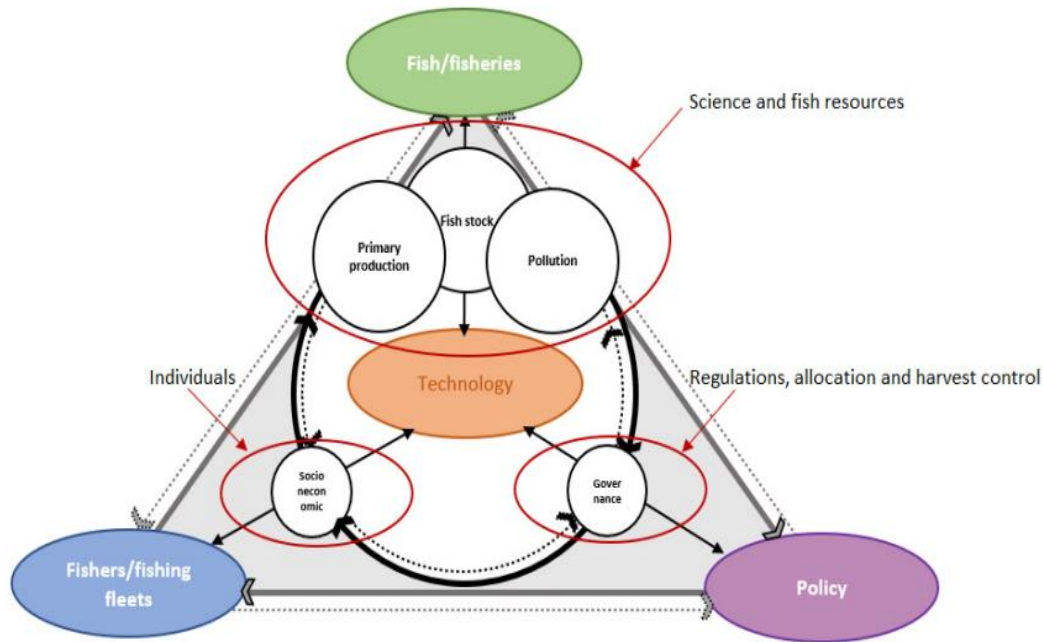 Fish/fisheries
Science and fish resources
Fish stock
Primary
production
Pollution
Technology
Individuals
Regulations, allocation and harvest control
Socio
necon
omic
Gover
nance
Fishers/fishing
fleets
Policy